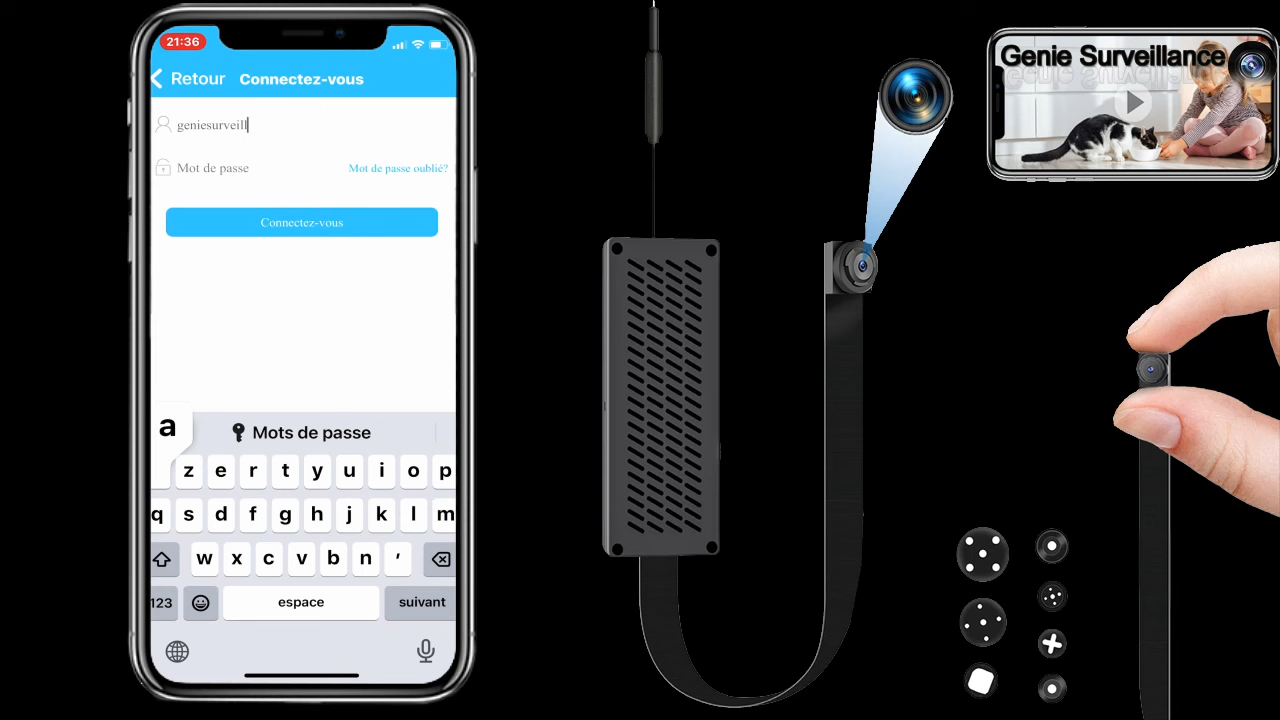 21:36
Retour Connectez-vous
geniesurveill
Mot de passe Mot de passe oublié?
Connectez-vous
a
Mots de passe
z e r t y u i o p
q s d f g h j k l m
w x c v b n ’
123 espace suivant
Genie Surveillance